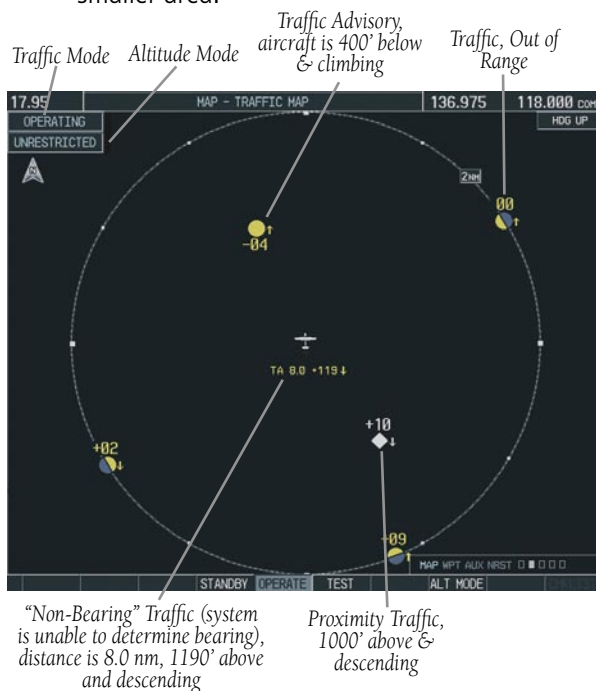 smaller area.
Traffic Advisory,
aircraft is 400' below
& climbing
Traffic, Out of
Range
Traffic Mode
Altitude Mode
17.95
MAP - TRAFFIC MAP
136.975
118.000 COM
OPERATING
UNRESTRICTED
HDG UP
N
2NM
00
-04
TA 8.0 +119↓
+10
+02
-09
MAP WPT AUX NRST
STANDBY OPERATE TEST ALT MODE
"Non-Bearing" Traffic (system
is unable to determine bearing),
distance is 8.0 nm, 1190' above
and descending
Proximity Traffic,
1000' above &
descending